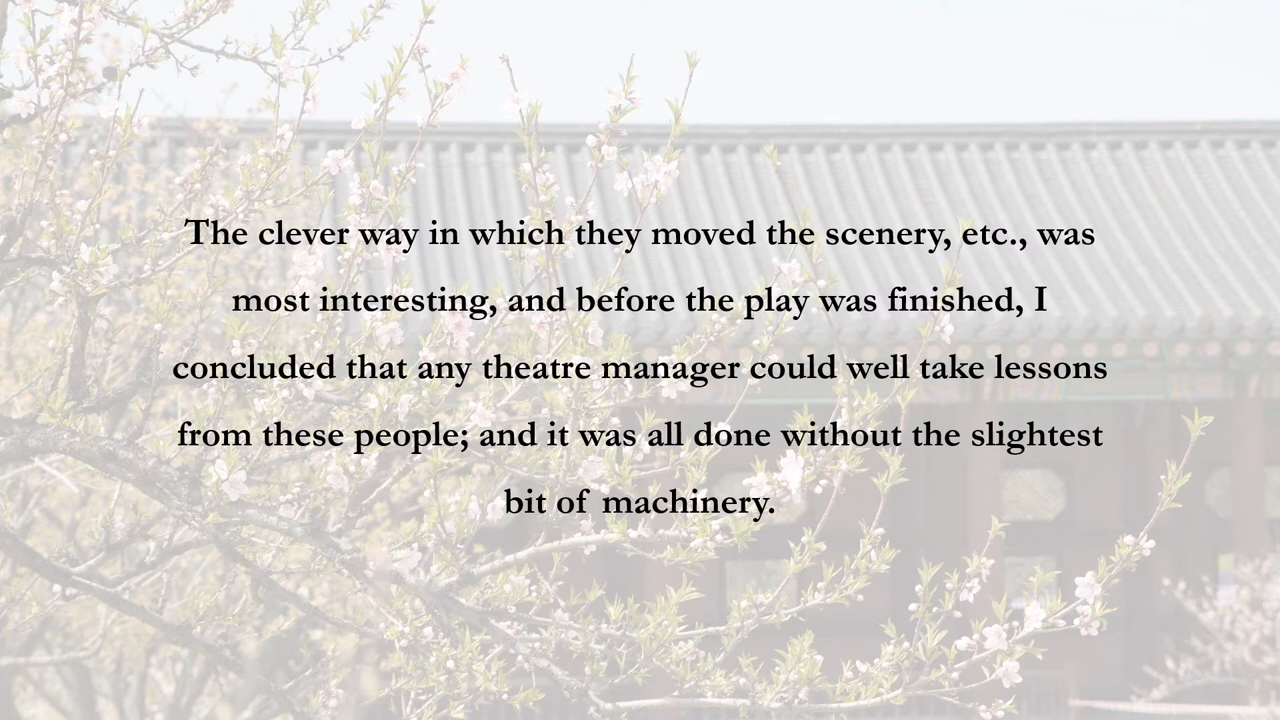 The clever way in which they moved the scenery, etc., was
most interesting, and before the play was finished, I
concluded that any theatre manager could well take lessons
from these people; and it was all done without the slightest
bit of machinery.